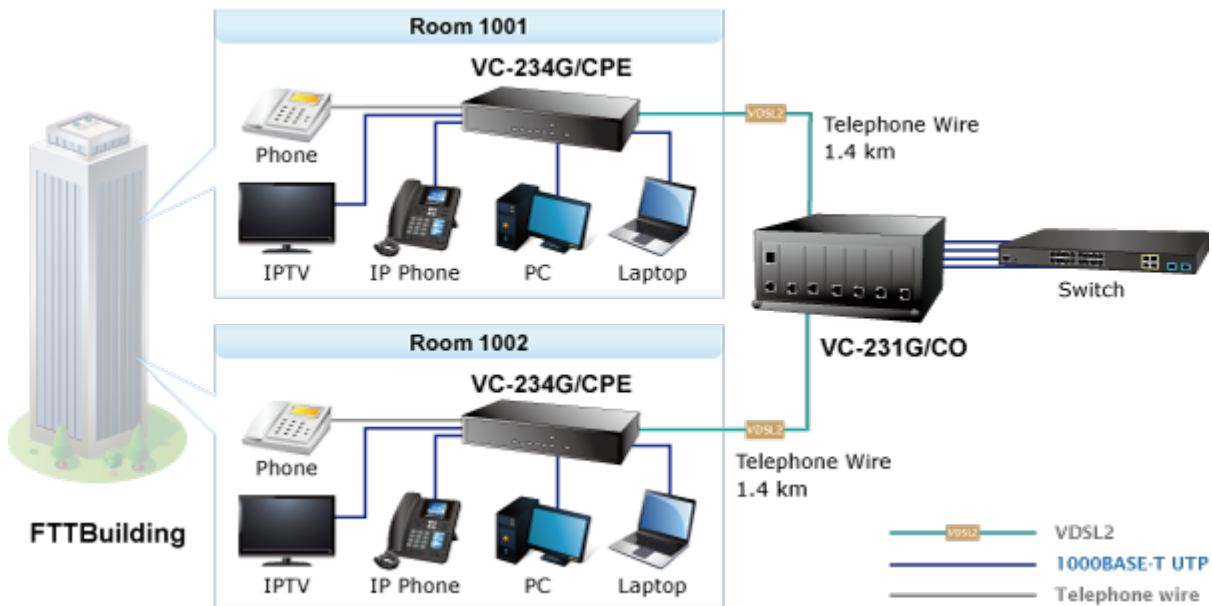 Room 1001
VC-234G/CPE
Phone
IPTV
IP Phone
PC
Laptop
VDSL2
Telephone Wire
1.4 km
Switch
VC-231G/CO
Room 1002
VC-234G/CPE
Phone
IPTV
IP Phone
PC
Laptop
VDSL2
Telephone Wire
1.4 km
FTTBuilding
VDSL2
VDSL2
1000BASE-T UTP
Telephone wire